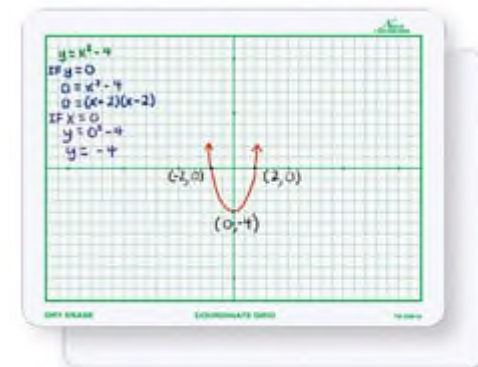 y=x²-4
IF y=0
0=x²-4
0=(x+2)(x-2)
IF x=0
y=0²-4
y=-4
(-2,0)
(2,0)
(0,-4)
DRY ERASE
COORDINATE GRID